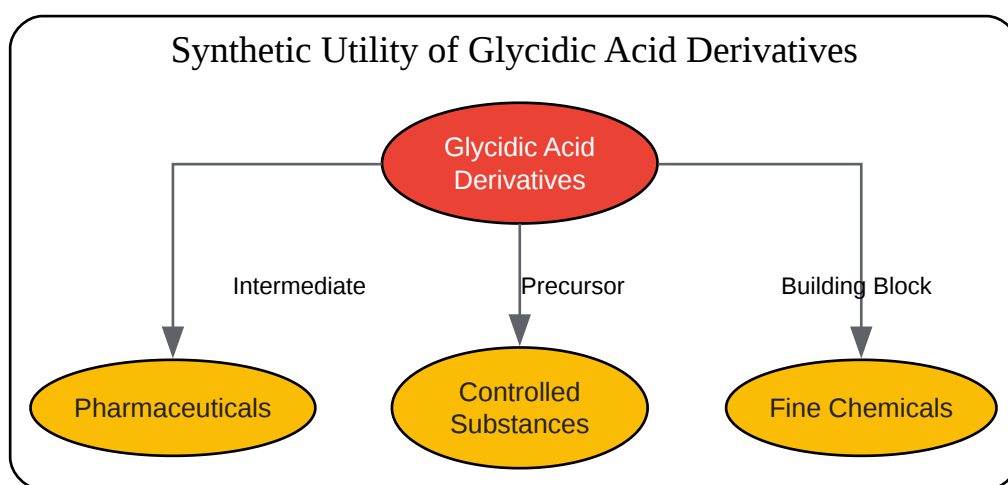 Synthetic Utility of Glycidic Acid Derivatives
Glycidic Acid
Derivatives
Intermediate
Precursor
Building Block
Pharmaceuticals
Controlled
Substances
Fine Chemicals